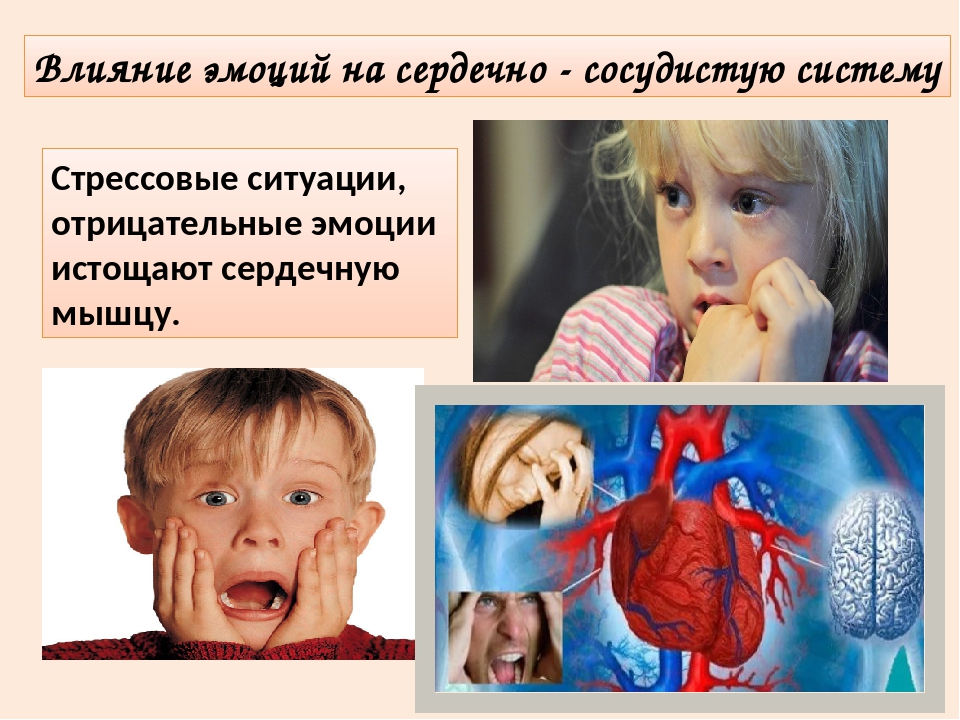 Влияние эмоций на сердечно - сосудистую систему
Стрессовые ситуации,
отрицательные эмоции
истощают сердечную
мышцу.